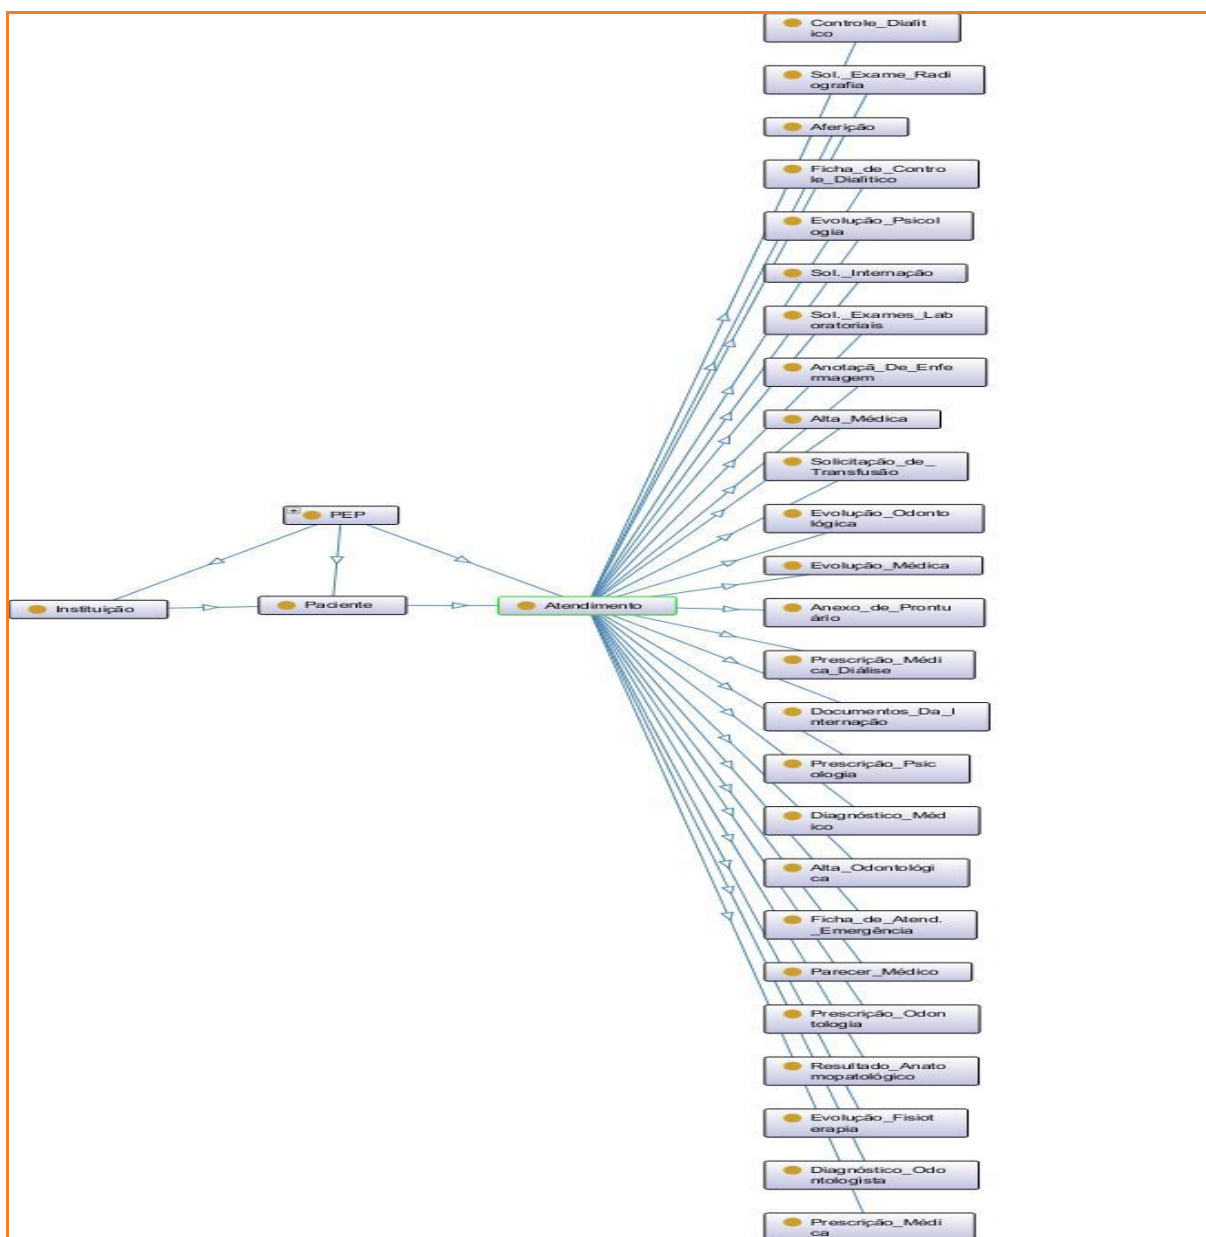 Controle_Dialít
ico
Sol._Exame_Radi
ografia
Aferição
Ficha_de_Contro
le_Dialítico
Evolução_Psicol
ogia
Sol._Internação
Sol._Exames_Lab
oratoriais
Anotaçã_De_Enfe
rmagem
Alta_Médica
Solicitação_de_
Transfusão
PEP
Evolução_Odonto
lógica
Evolução_Médica
Instituição
Paciente
Atendimento
Anexo_de_Prontu
ário
Prescrição_Médi
ca_Diálise
Documentos_Da_I
nternação
Prescrição_Psic
ologia
Diagnóstico_Méd
ico
Alta_Odontológi
ca
Ficha_de_Atend.
_Emergência
Parecer_Médico
Prescrição_Odon
tologia
Resultado_Anato
mopatológico
Evolução_Fisiot
erapia
Diagnóstico_Odo
ntologista
Prescrição_Médi
ca